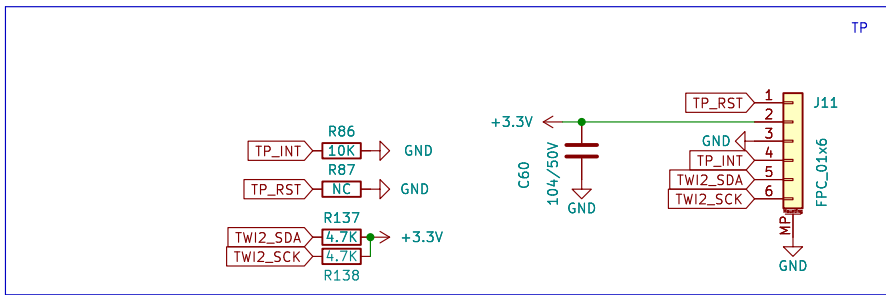 TP
TP_INT
R86
10K
GND
TP_RST
R87
NC
GND
TWI2_SDA
R137
4.7K
+3.3V
TWI2_SCK
4.7K
R138
+3.3V
C60
104/50V
GND
TP_RST
1
2
GND
3
TP_INT
4
TWI2_SDA
5
TWI2_SCK
6
J11
FPC_01x6
MP
GND